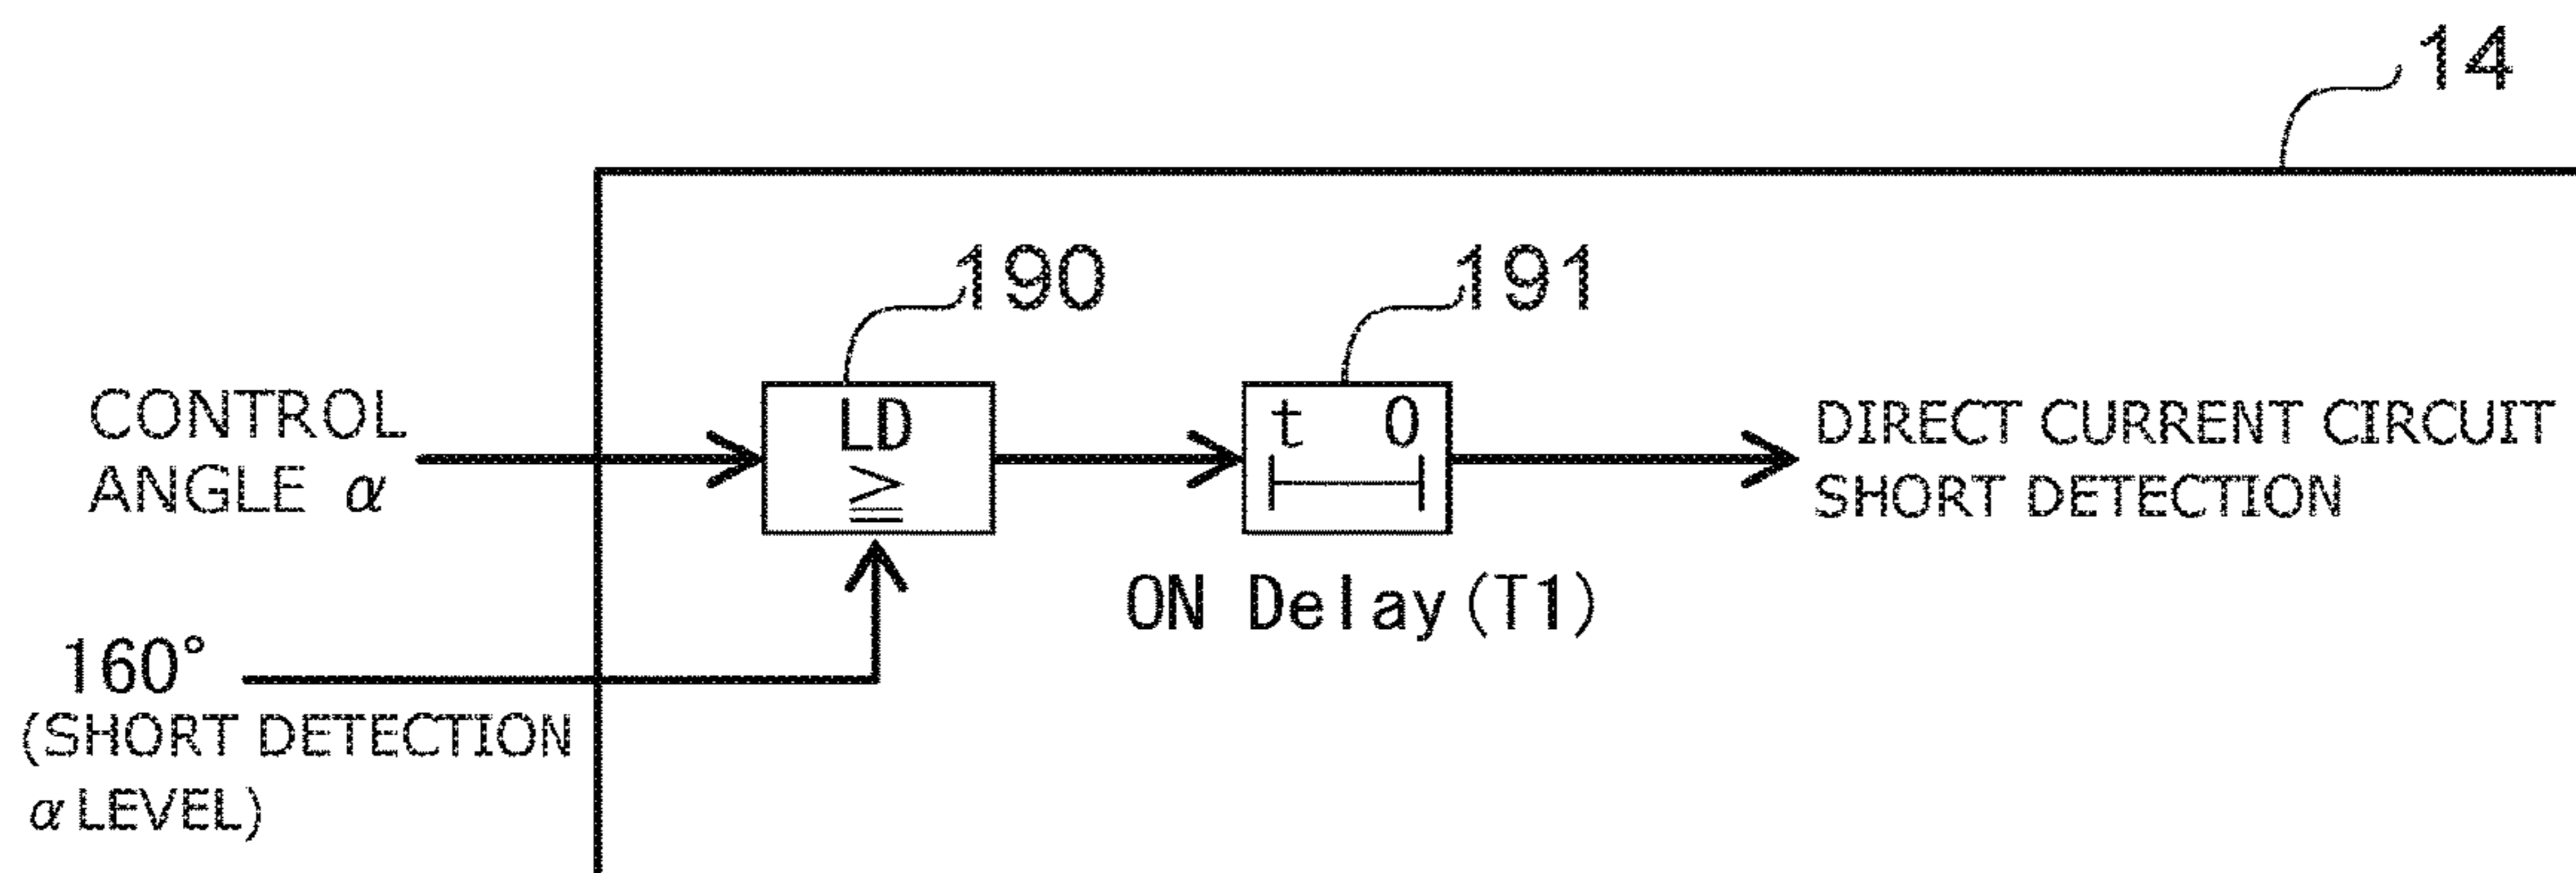 14
190
191
CONTROL
ANGLE α
LD
≧
t 0
DIRECT CURRENT CIRCUIT
SHORT DETECTION
ON Delay(T1)
160°
(SHORT DETECTION
α LEVEL)